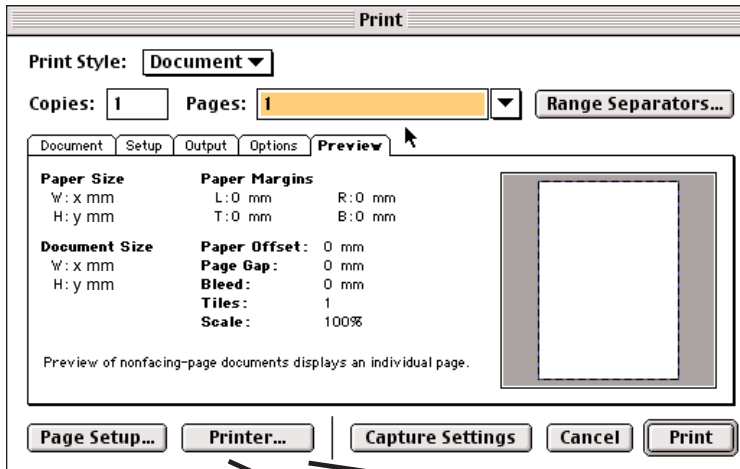 Print
Print Style: Document
Copies: 1 Pages: 1 Range Separators...
Document Setup Output Options Preview
Paper Size Paper Margins
W: x mm L: 0 mm R: 0 mm
H: y mm T: 0 mm B: 0 mm
Document Size Paper Offset: 0 mm
W: x mm Page Gap: 0 mm
H: y mm Bleed: 0 mm
Tiles: 1
Scale: 100%
Preview of nonfacing-page documents displays an individual page.
Page Setup... Printer... Capture Settings Cancel Print